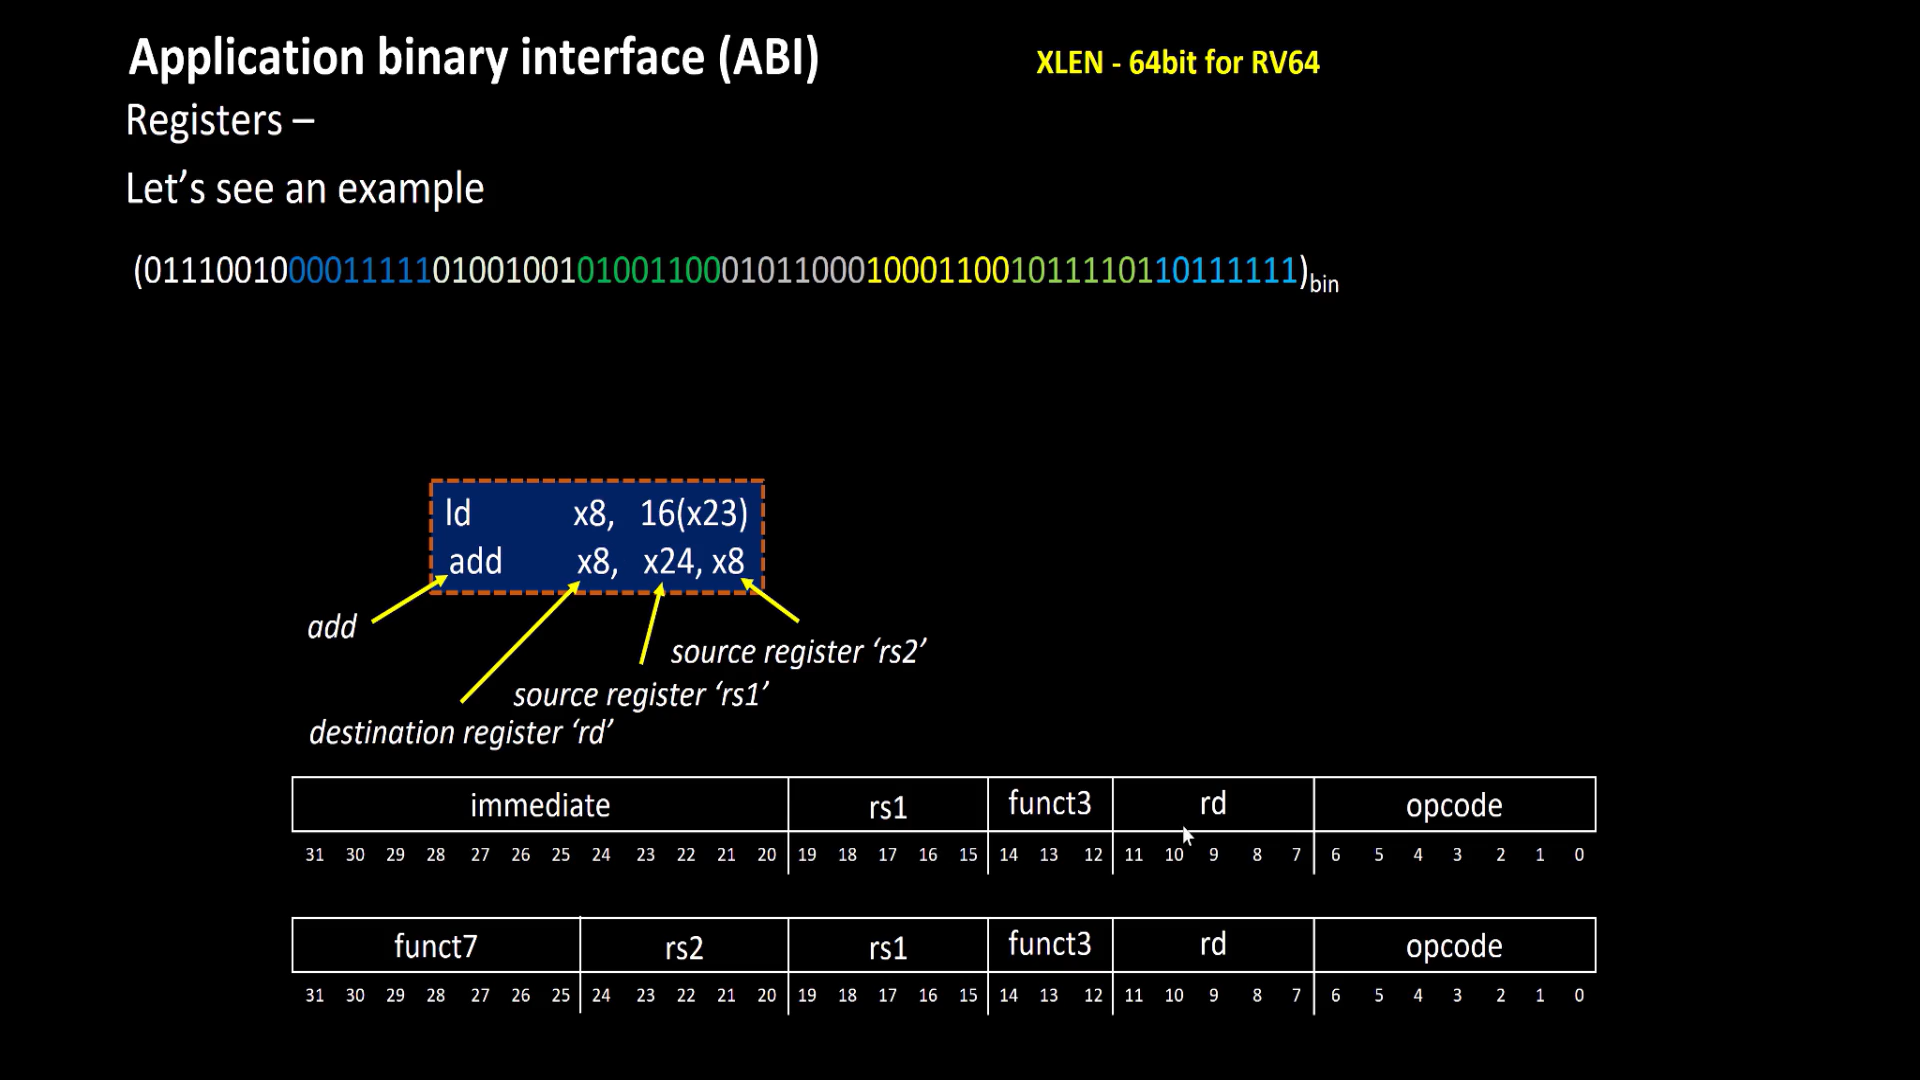 Application binary interface (ABI)
XLEN - 64bit for RV64
Registers –
Let's see an example
(0111001000011111010010010100110001011000100011001011110110111111)bin
ld x8, 16(x23)
add x8, x24, x8
add
source register ‘rs2’
source register ‘rs1’
destination register ‘rd’
immediate rs1 funct3 rd opcode
31 30 29 28 27 26 25 24 23 22 21 20 19 18 17 16 15 14 13 12 11 10 9 8 7 6 5 4 3 2 1 0
funct7 rs2 rs1 funct3 rd opcode
31 30 29 28 27 26 25 24 23 22 21 20 19 18 17 16 15 14 13 12 11 10 9 8 7 6 5 4 3 2 1 0